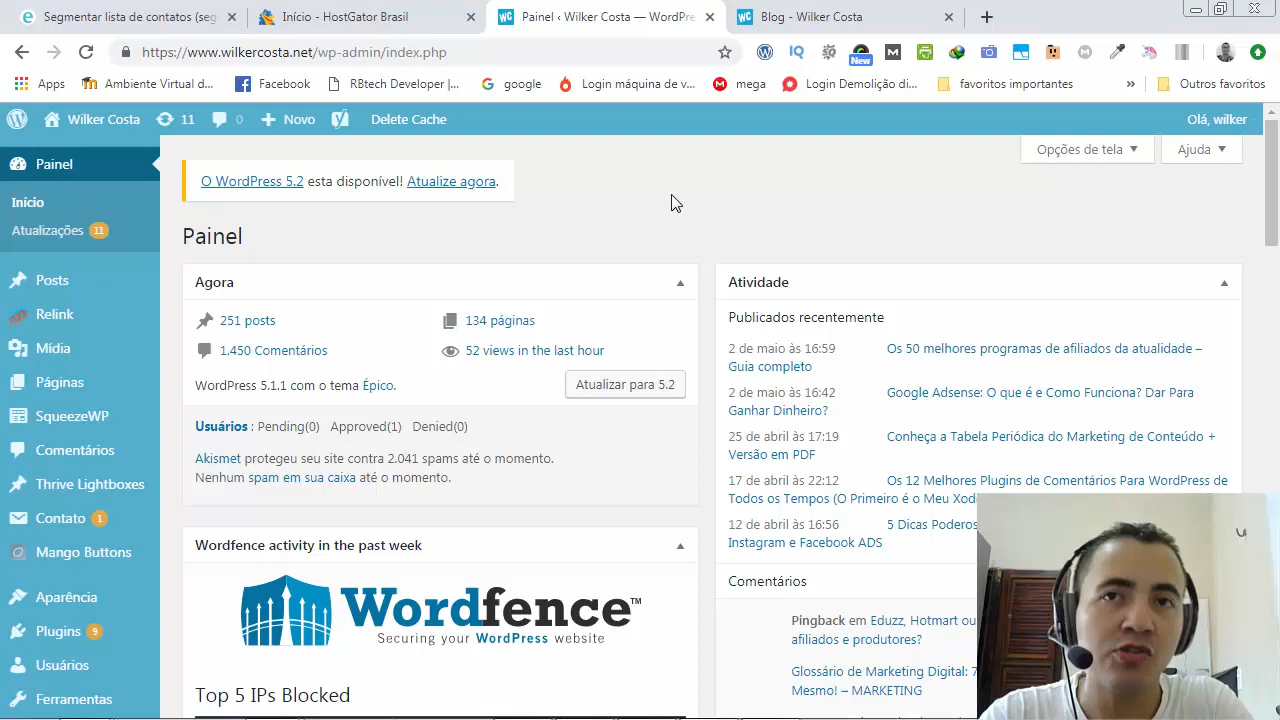 Segmentar lista de contatos (seg
Início - HostGator Brasil
Painel ‹ Wilker Costa — WordPre
Blog - Wilker Costa
https://www.wilkercosta.net/wp-admin/index.php
New
Apps
Ambiente Virtual d...
Facebook
RBtech Developer |...
google
Login máquina de v...
mega
Login Demolição di...
favoritos importantes
»
Outros favoritos
Wilker Costa
11
0
Novo
Delete Cache
Olá, wilker
Painel
Início
Atualizações 11
Posts
Relink
Mídia
Páginas
SqueezeWP
Comentários
Thrive Lightboxes
Contato 1
Mango Buttons
Aparência
Plugins 9
Usuários
Ferramentas
Opções de tela
Ajuda
O WordPress 5.2 esta disponível! Atualize agora.
Painel
Agora
251 posts
134 páginas
1.450 Comentários
52 views in the last hour
WordPress 5.1.1 com o tema Épico.
Atualizar para 5.2
Usuários : Pending(0) Approved(1) Denied(0)
Akismet protegeu seu site contra 2.041 spams até o momento.
Nenhum spam em sua caixa até o momento.
Wordfence activity in the past week
Wordfence™
Securing your WordPress website
Top 5 IPs Blocked
Atividade
Publicados recentemente
2 de maio às 16:59 Os 50 melhores programas de afiliados da atualidade –
Guia completo
2 de maio às 16:42 Google Adsense: O que é e Como Funciona? Dar Para
Ganhar Dinheiro?
25 de abril às 17:19 Conheça a Tabela Periódica do Marketing de Conteúdo +
Versão em PDF
17 de abril às 22:12 Os 12 Melhores Plugins de Comentários Para WordPress de
Todos os Tempos (O Primeiro é o Meu Xod
12 de abril às 16:56 5 Dicas Poderos
Instagram e Facebook ADS
Comentários
Pingback em Eduzz, Hotmart ou
afiliados e produtores?
Glossário de Marketing Digital: 7
Mesmo! – MARKETING